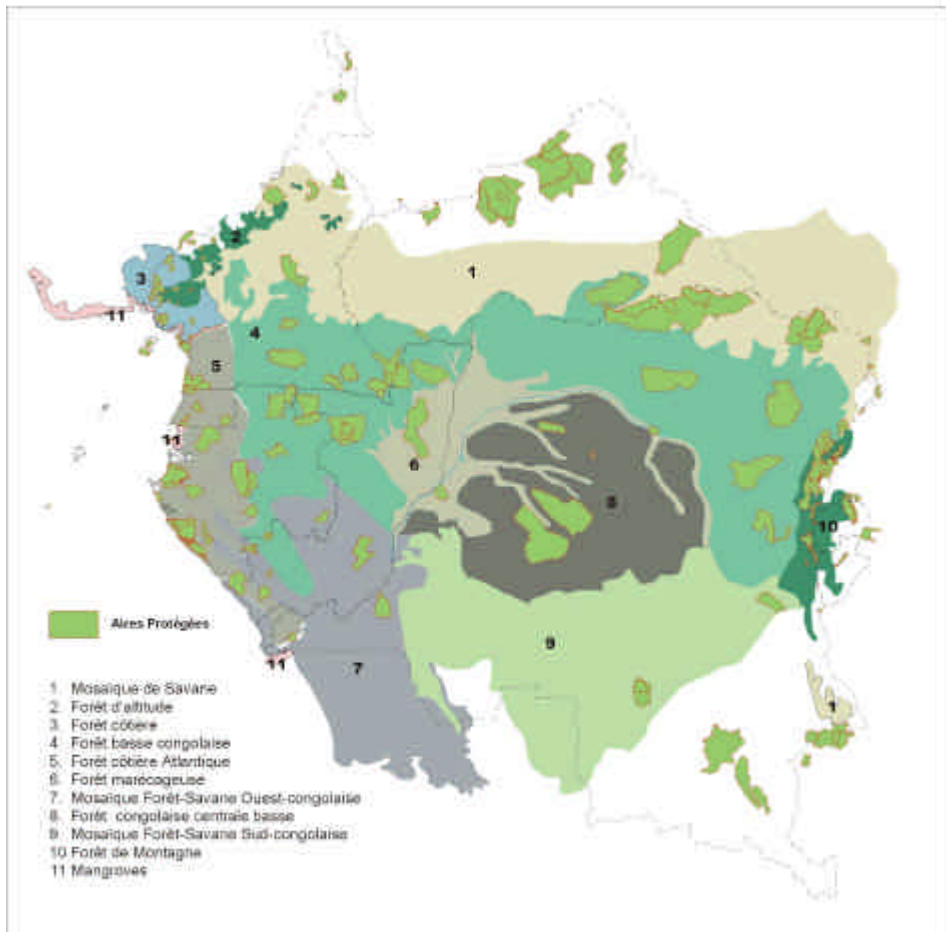 1
2
3
11
4
5
11
6
8
10
9
7
11
1
Aires Protégées
1. Mosaïque de Savane
2. Forêt d'altitude
3. Forêt côtière
4. Forêt basse congolaise
5. Forêt côtière Atlantique
6. Forêt marécageuse
7. Mosaïque Forêt-Savane Ouest-congolaise
8. Forêt congolaise centrale basse
9 Mosaïque Forêt-Savane Sud-congolaise
10 Forêt de Montagne
11 Mangroves